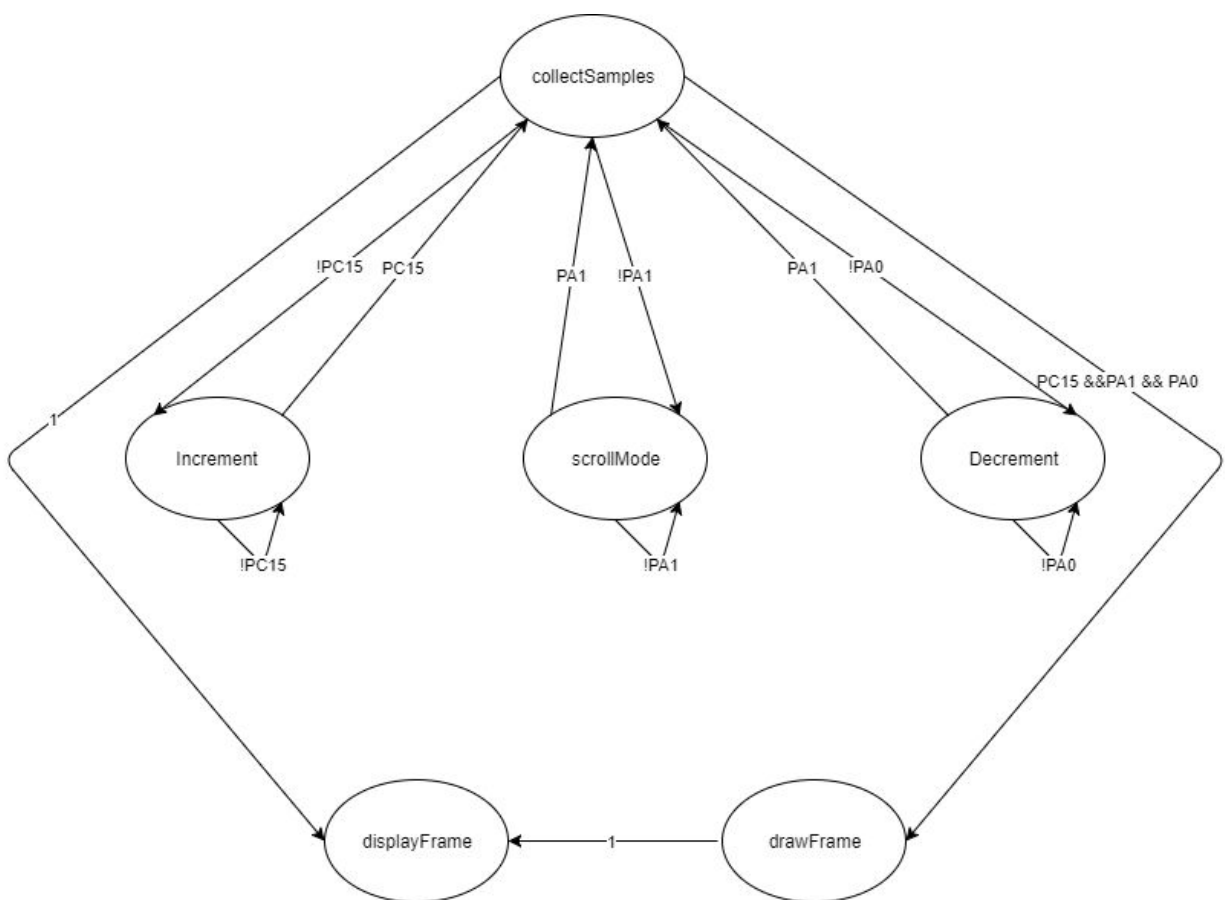 collectSamples
!PC15
PC15
PA1
!PA1
PA1
!PA0
PC15 &&PA1 && PA0
1
Increment
scrollMode
Decrement
!PC15
!PA1
!PA0
displayFrame
1
drawFrame